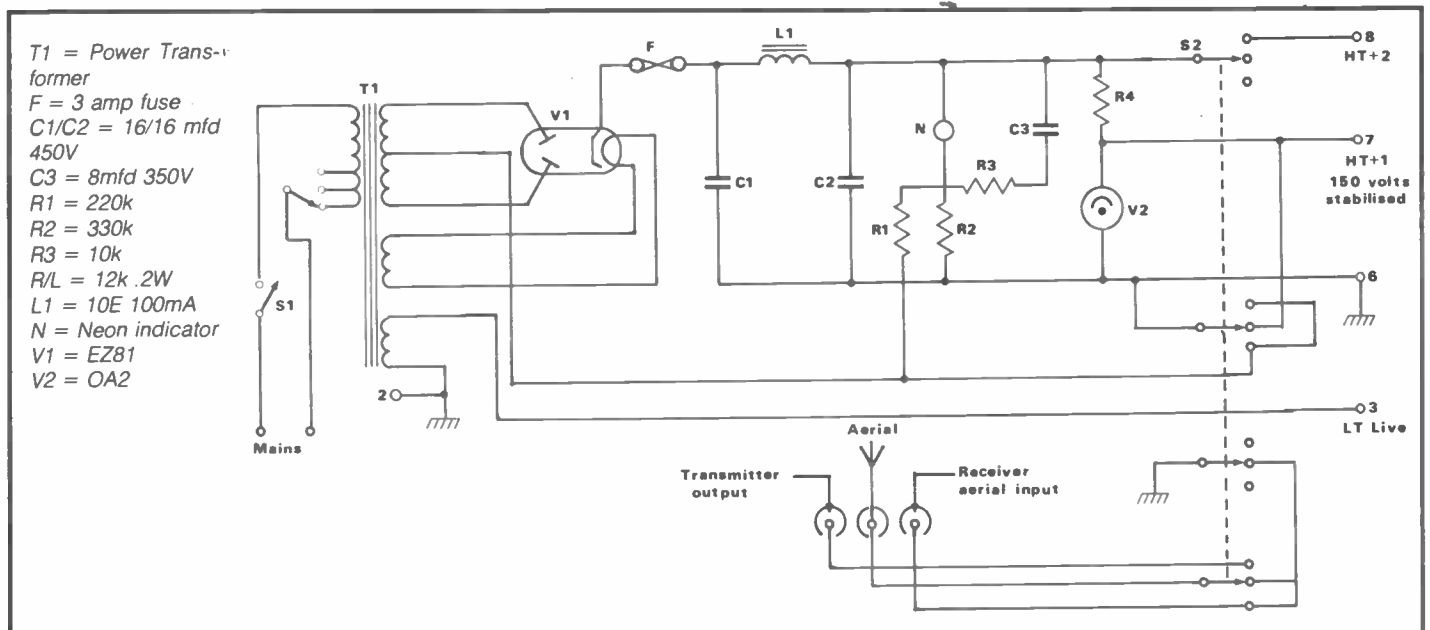 T1 = Power Trans-
former
F = 3 amp fuse
C1/C2 = 16/16 mfd
450V
C3 = 8mfd 350V
R1 = 220k
R2 = 330k
R3 = 10k
R/L = 12k .2W
L1 = 10E 100mA
N = Neon indicator
V1 = EZ81
V2 = OA2
T1
S1
Mains
2
V1
F
L1
C1
C2
N
R1
R2
R3
C3
R4
V2
S2
8
HT+2
7
HT+1
150 volts
stabilised
6
3
LT Live
Aerial
Transmitter
output
Receiver
aerial input